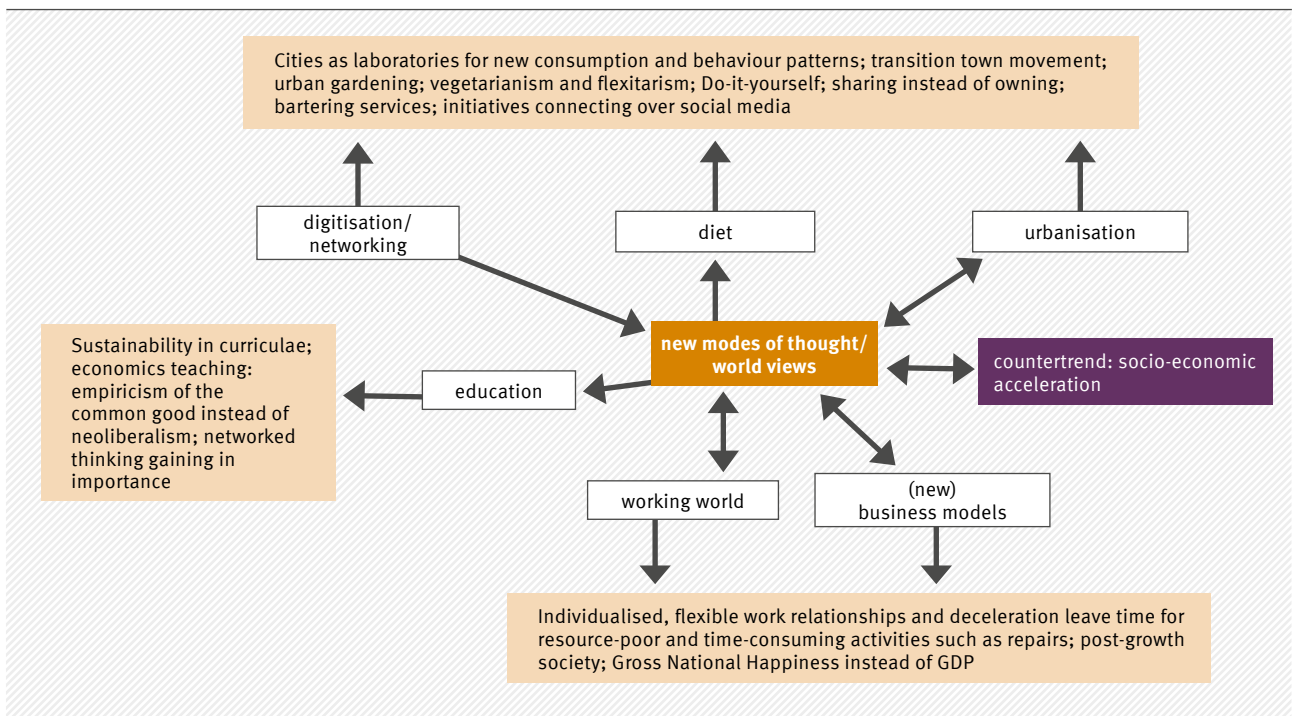 Cities as laboratories for new consumption and behaviour patterns; transition town movement;
urban gardening; vegetarianism and flexitarism; Do-it-yourself; sharing instead of owning;
bartering services; initiatives connecting over social media
digitisation/
networking
diet
urbanisation
new modes of thought/
world views
countertrend: socio-economic
acceleration
Sustainability in curriculae;
economics teaching:
empiricism of the
common good instead of
neoliberalism; networked
thinking gaining in
importance
education
working world
(new)
business models
Individualised, flexible work relationships and deceleration leave time for
resource-poor and time-consuming activities such as repairs; post-growth
society; Gross National Happiness instead of GDP